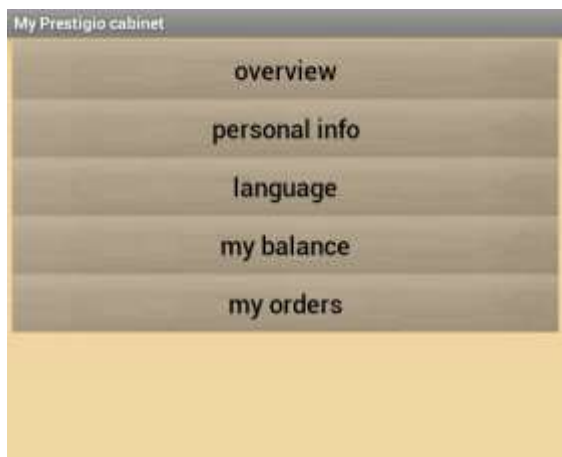 My Prestigio cabinet
overview
personal info
language
my balance
my orders